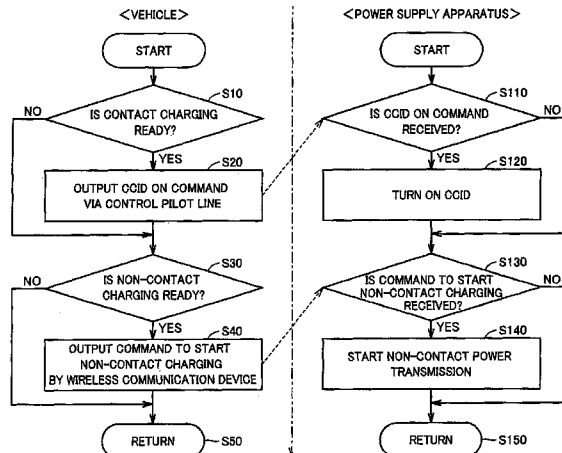 <VEHICLE>
START
S10
IS CONTACT CHARGING
READY?
NO
YES
S20
OUTPUT CCID ON COMMAND
VIA CONTROL PILOT LINE
S30
IS NON-CONTACT
CHARGING READY?
NO
YES
S40
OUTPUT COMMAND TO START
NON-CONTACT CHARGING
BY WIRELESS COMMUNICATION DEVICE
RETURN
S50
<POWER SUPPLY APPARATUS>
START
S110
IS CCID ON COMMAND
RECEIVED?
NO
YES
S120
TURN ON CCID
S130
IS COMMAND TO START
NON-CONTACT CHARGING
RECEIVED?
NO
YES
S140
START NON-CONTACT POWER
TRANSMISSION
RETURN
S150